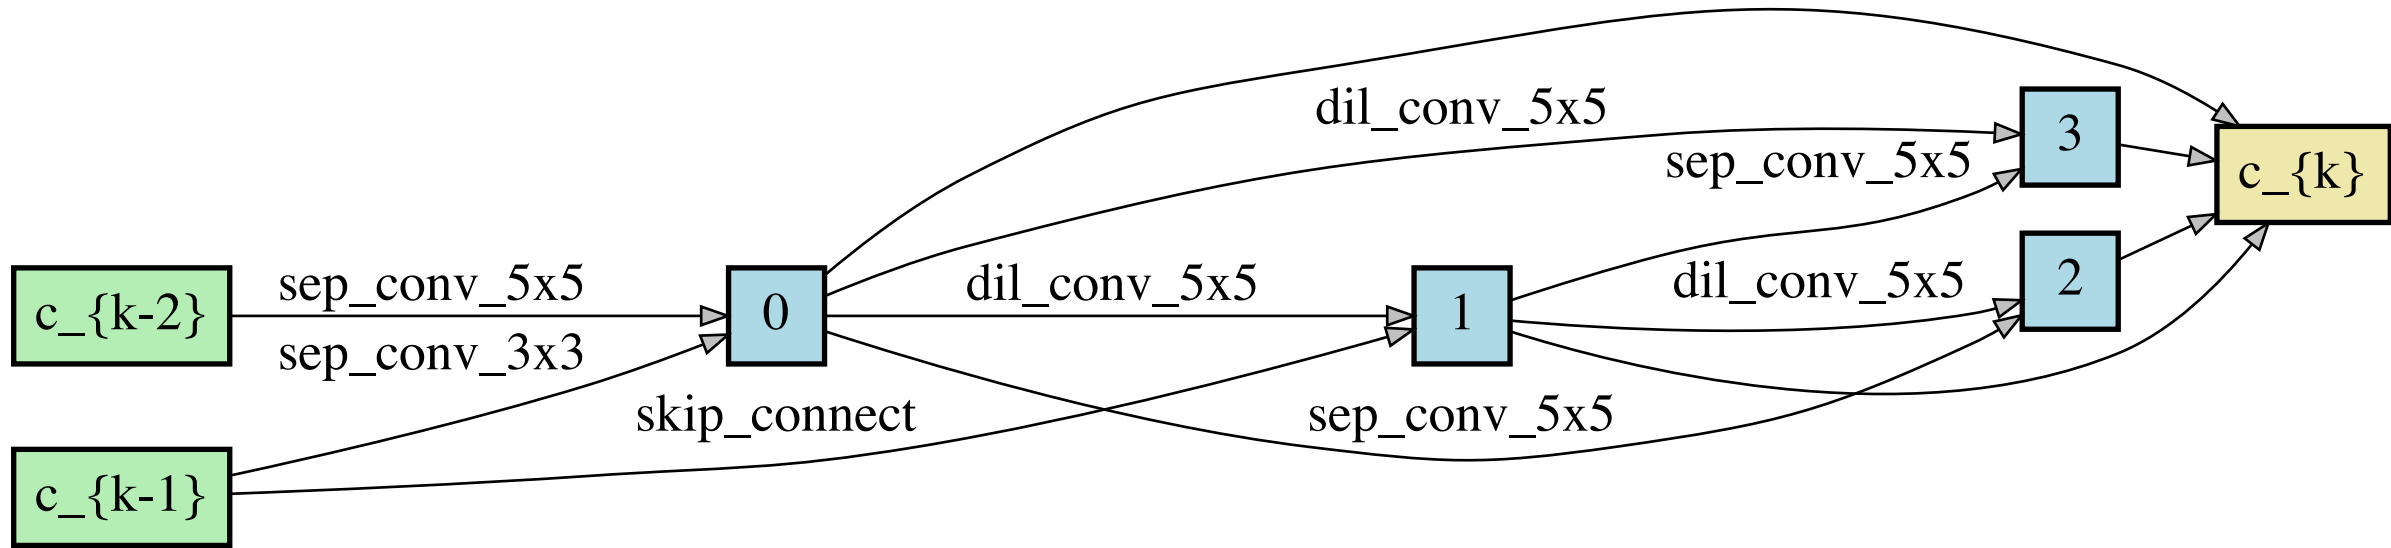 dil_conv_5x5
sep_conv_5x5
3
c_{k}
c_{k-2}
sep_conv_5x5
0
dil_conv_5x5
1
dil_conv_5x5
2
sep_conv_3x3
skip_connect
sep_conv_5x5
c_{k-1}